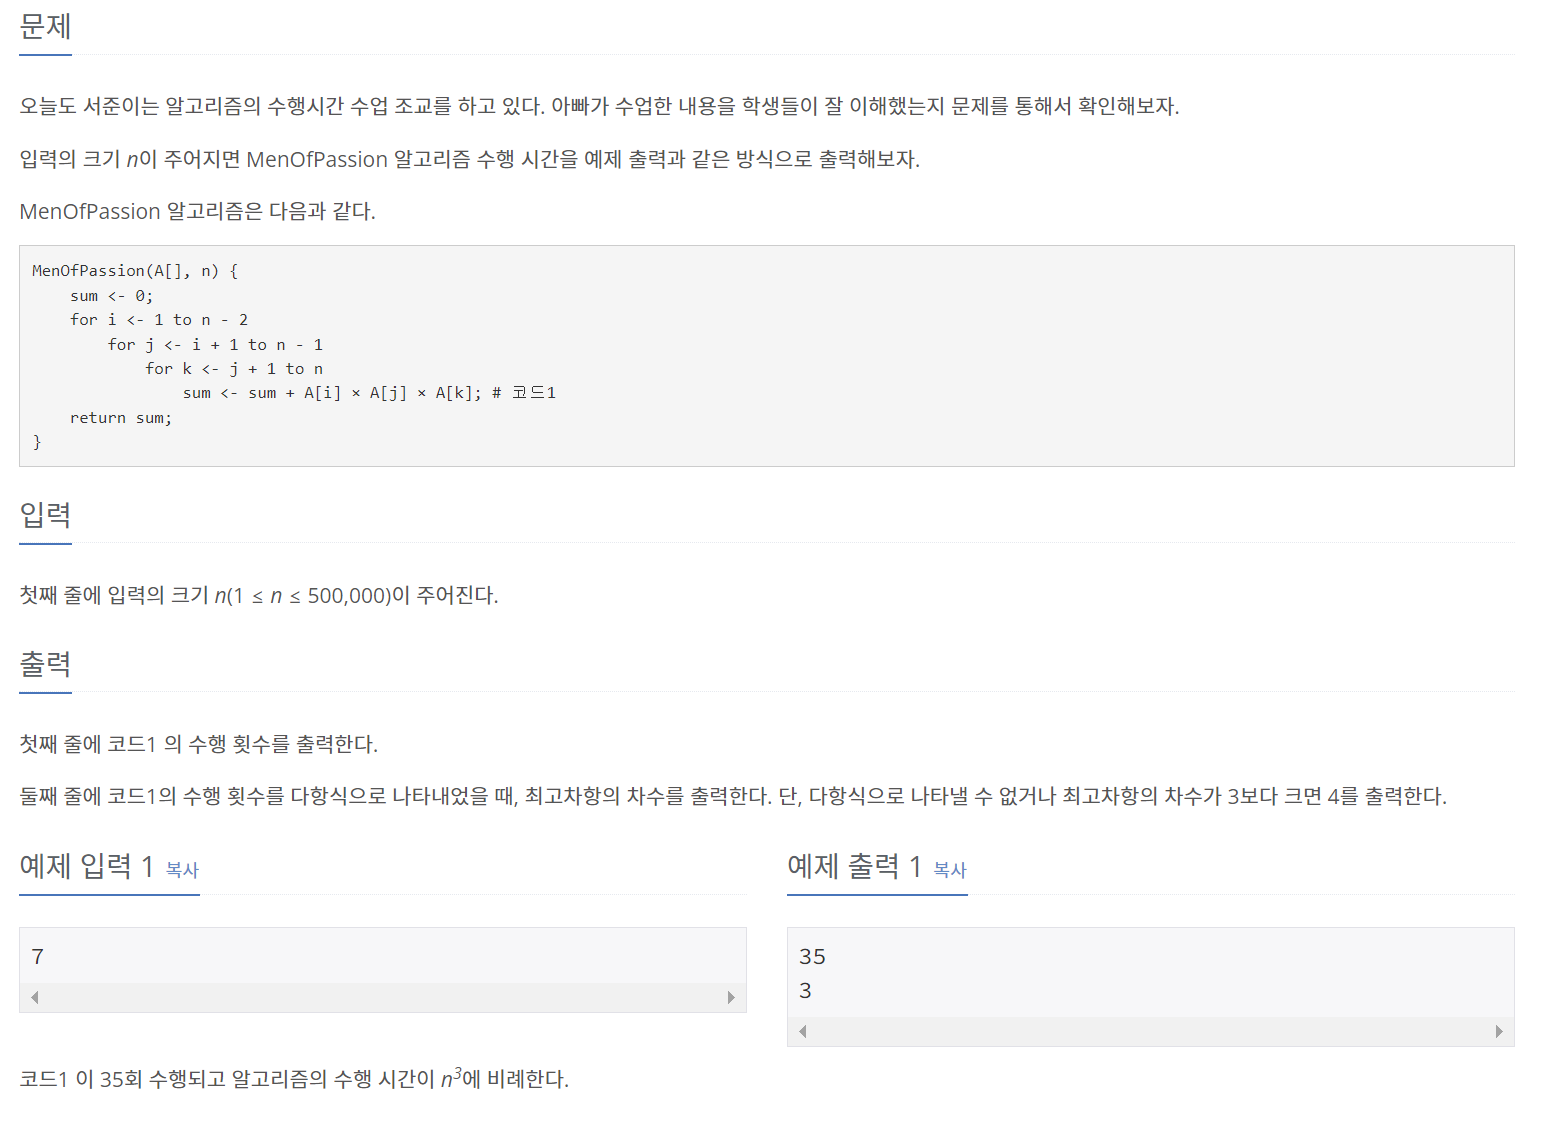 문제
오늘도 서준이는 알고리즘의 수행시간 수업 조교를 하고 있다. 아빠가 수업한 내용을 학생들이 잘 이해했는지 문제를 통해서 확인해보자.
입력의 크기 n이 주어지면 MenOfPassion 알고리즘 수행 시간을 예제 출력과 같은 방식으로 출력해보자.
MenOfPassion 알고리즘은 다음과 같다.
MenOfPassion(A[], n) {
    sum <- 0;
    for i <- 1 to n - 2
        for j <- i + 1 to n - 1
            for k <- j + 1 to n
                sum <- sum + A[i] × A[j] × A[k]; # 코드1
    return sum;
}
입력
첫째 줄에 입력의 크기 n(1 ≤ n ≤ 500,000)이 주어진다.
출력
첫째 줄에 코드1 의 수행 횟수를 출력한다.
둘째 줄에 코드1의 수행 횟수를 다항식으로 나타내었을 때, 최고차항의 차수를 출력한다. 단, 다항식으로 나타낼 수 없거나 최고차항의 차수가 3보다 크면 4를 출력한다.
예제 입력 1 복사
7
예제 출력 1 복사
35
3
코드1 이 35회 수행되고 알고리즘의 수행 시간이 n³에 비례한다.